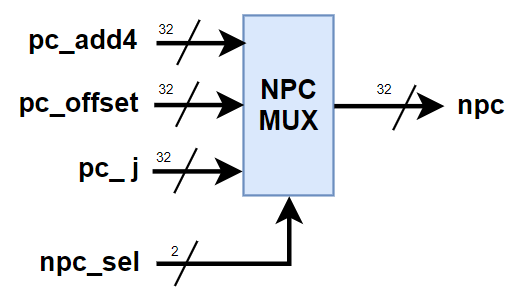 32
pc_add4
32
pc_offset
NPC
MUX
32
npc
32
pc_ j
2
npc_sel